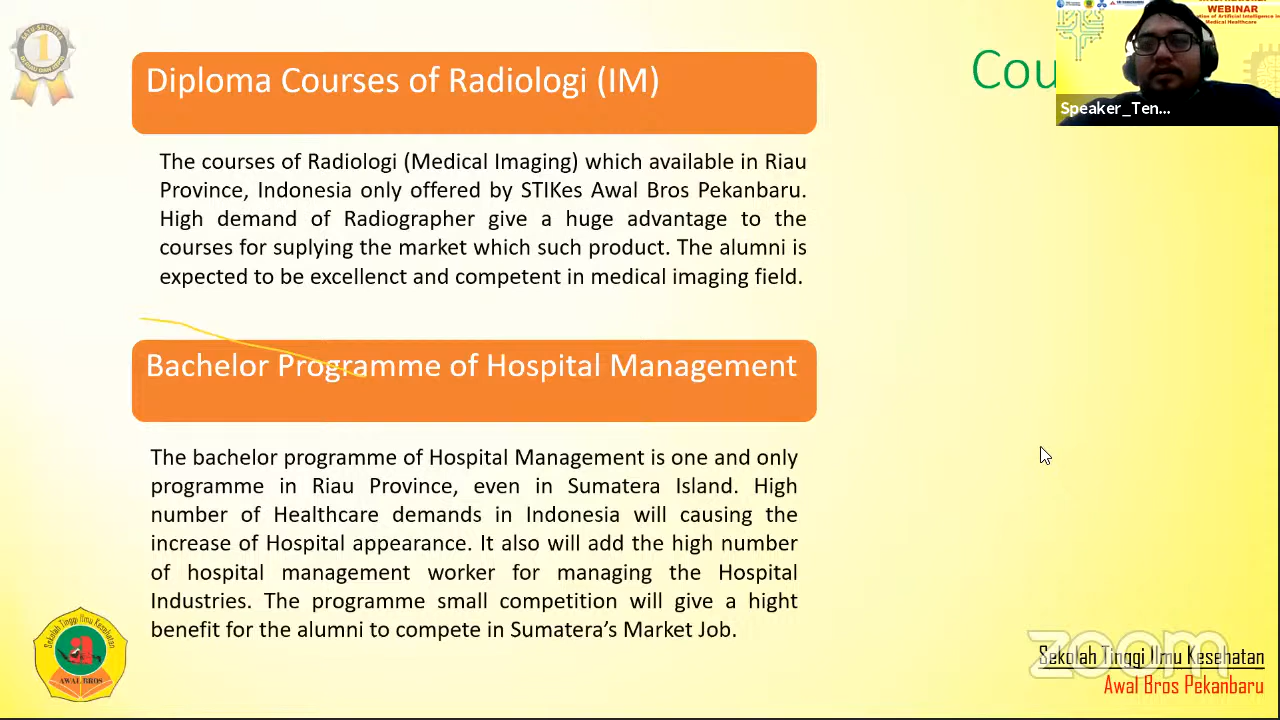 Diploma Courses of Radiologi (IM)
Cou
WEBINAR
Medical Healthcare
Speaker_Ten...
The courses of Radiologi (Medical Imaging) which available in Riau
Province, Indonesia only offered by STIKes Awal Bros Pekanbaru.
High demand of Radiographer give a huge advantage to the
courses for suplying the market which such product. The alumni is
expected to be excellenct and competent in medical imaging field.
Bachelor Programme of Hospital Management
The bachelor programme of Hospital Management is one and only
programme in Riau Province, even in Sumatera Island. High
number of Healthcare demands in Indonesia will causing the
increase of Hospital appearance. It also will add the high number
of hospital management worker for managing the Hospital
Industries. The programme small competition will give a hight
benefit for the alumni to compete in Sumatera’s Market Job.
Sekolah Tinggi Ilmu Kesehatan
AWAL BROS
zoom
Sekolah Tinggi Ilmu Kesehatan
Awal Bros Pekanbaru